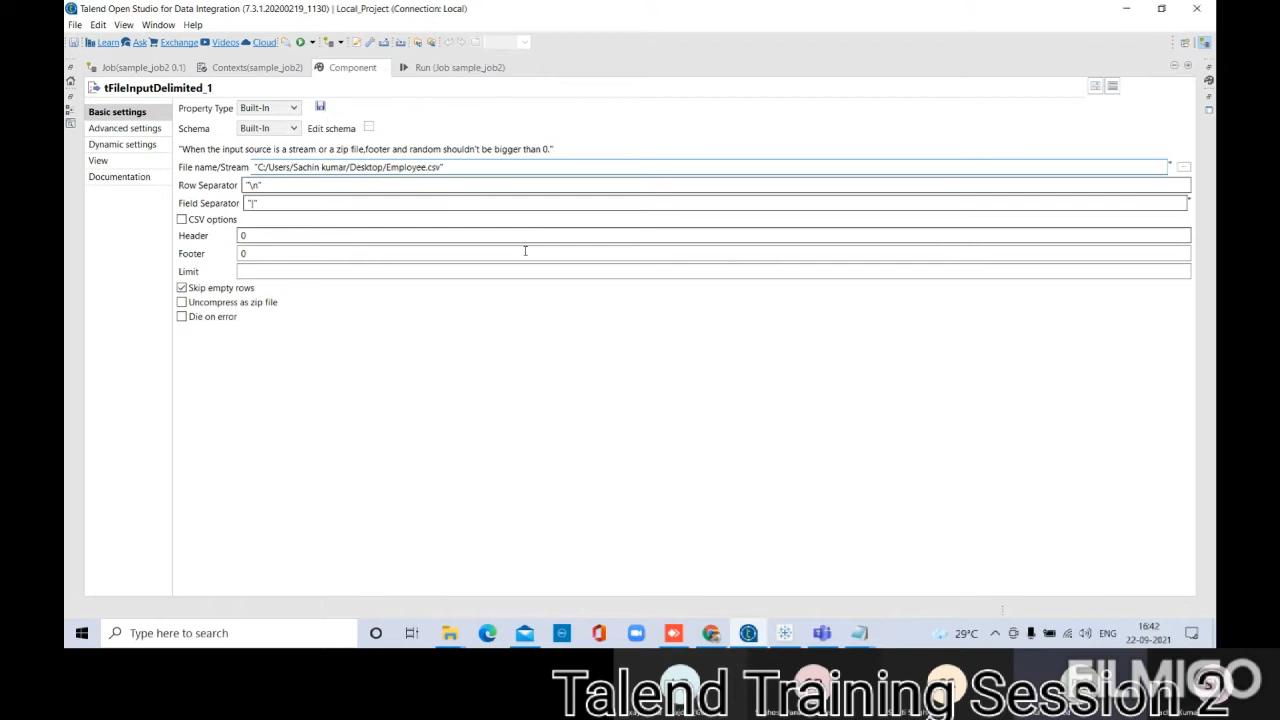 Talend Open Studio for Data Integration (7.3.1.20200219_1130) | Local_Project (Connection: Local)
File Edit View Window Help
Learn Ask Exchange Videos Cloud
Job(sample_job2 0.1) Contexts(sample_job2) Component Run (Job sample_job2)
tFileInputDelimited_1
Basic settings
Advanced settings
Dynamic settings
View
Documentation
Property Type Built-In
Schema Built-In Edit schema
"When the input source is a stream or a zip file,footer and random shouldn't be bigger than 0."
File name/Stream "C:/Users/Sachin kumar/Desktop/Employee.csv" *
Row Separator "\n"
Field Separator "|" *
CSV options
Header 0
Footer 0
Limit
Skip empty rows
Uncompress as zip file
Die on error
Type here to search
29°C ENG 16:42
22-09-2021
FILMIGO
Talend Training Session 2